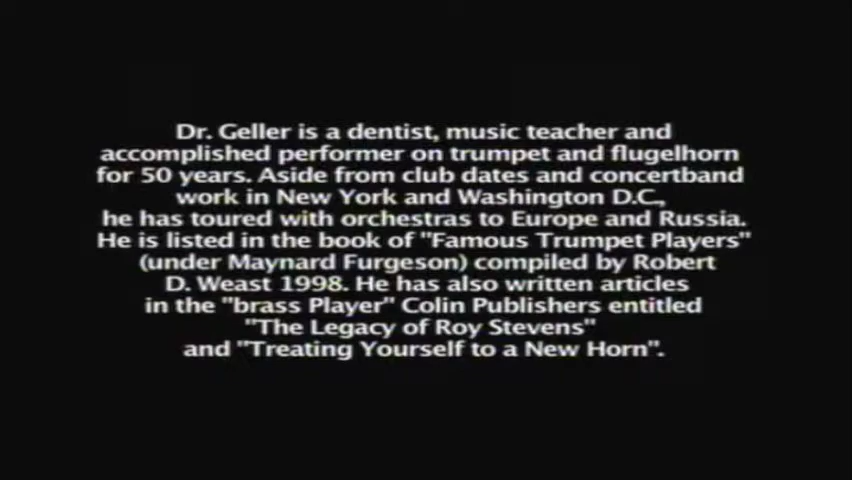 Dr. Geller is a dentist, music teacher and
accomplished performer on trumpet and flugelhorn
for 50 years. Aside from club dates and concertband
work in New York and Washington D.C.,
he has toured with orchestras to Europe and Russia.
He is listed in the book of "Famous Trumpet Players"
(under Maynard Furgeson) compiled by Robert
D. Weast 1998. He has also written articles
in the "brass Player" Colin Publishers entitled
"The Legacy of Roy Stevens"
and "Treating Yourself to a New Horn".